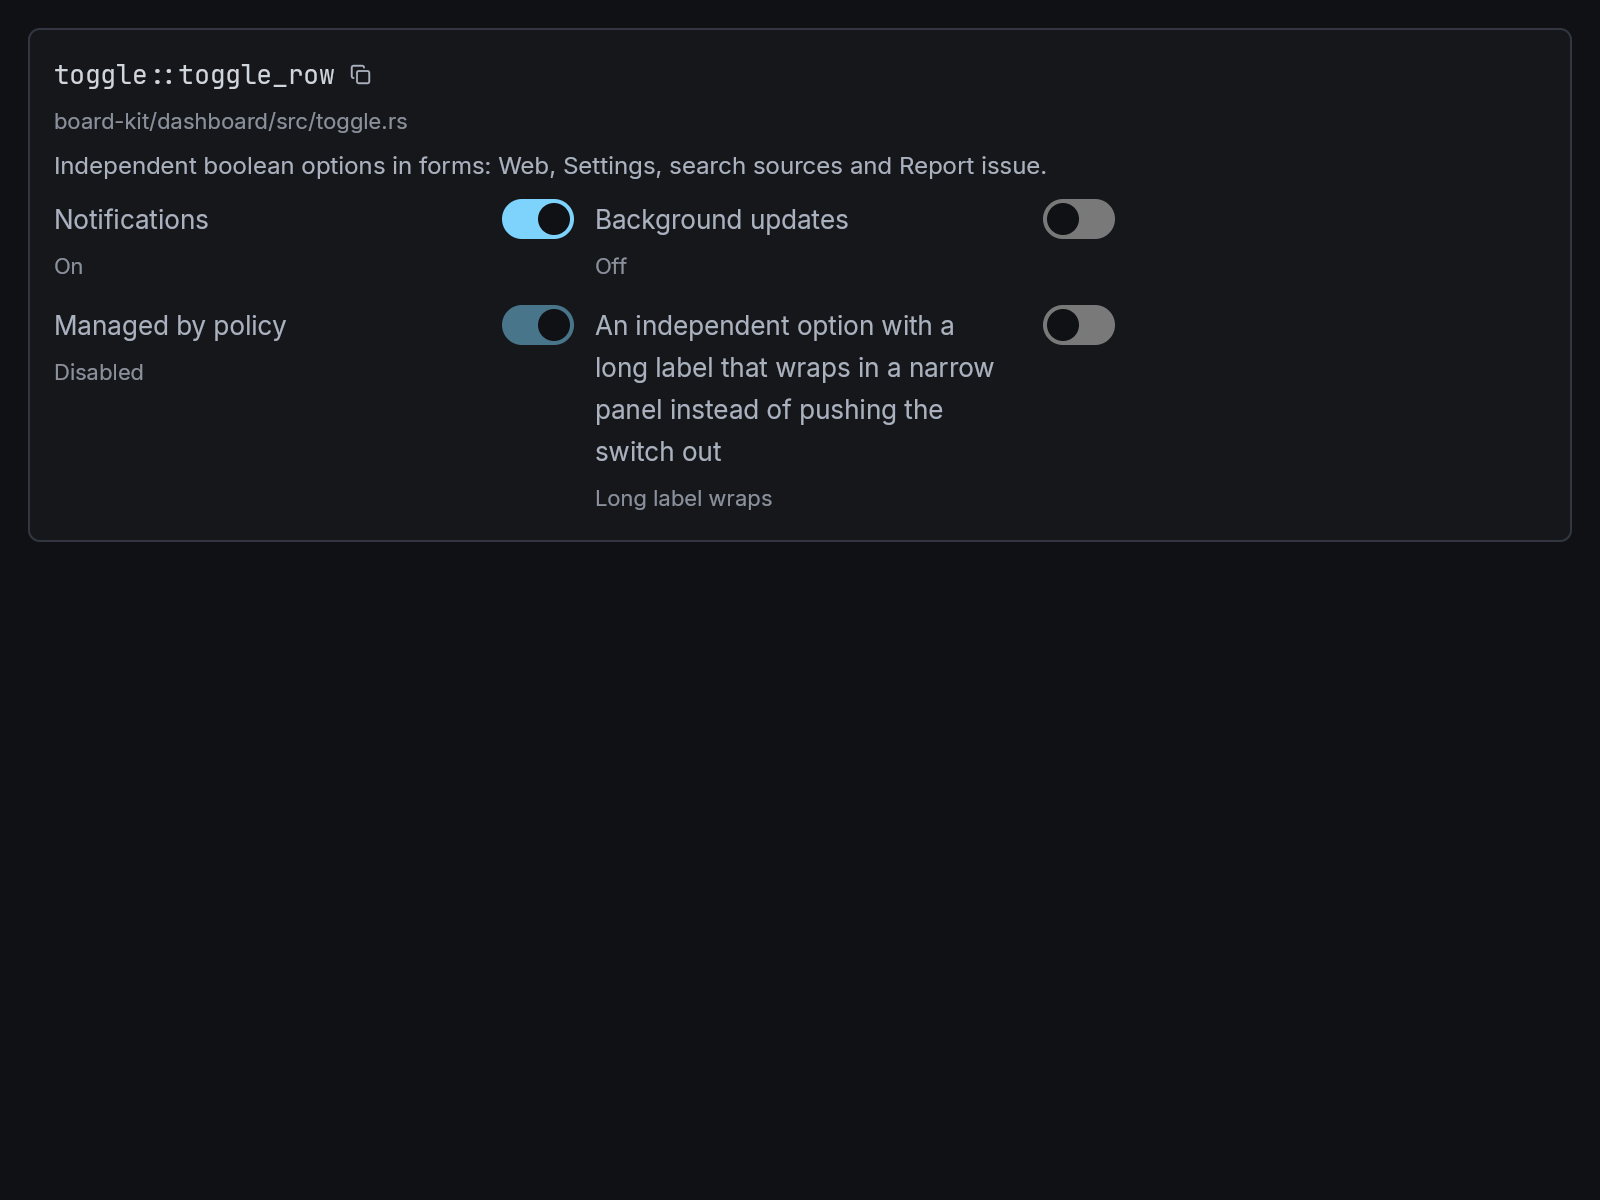 toggle::toggle_row
board-kit/dashboard/src/toggle.rs
Independent boolean options in forms: Web, Settings, search sources and Report issue.
Notifications
On
Background updates
Off
Managed by policy
Disabled
An independent option with a
long label that wraps in a narrow
panel instead of pushing the
switch out
Long label wraps